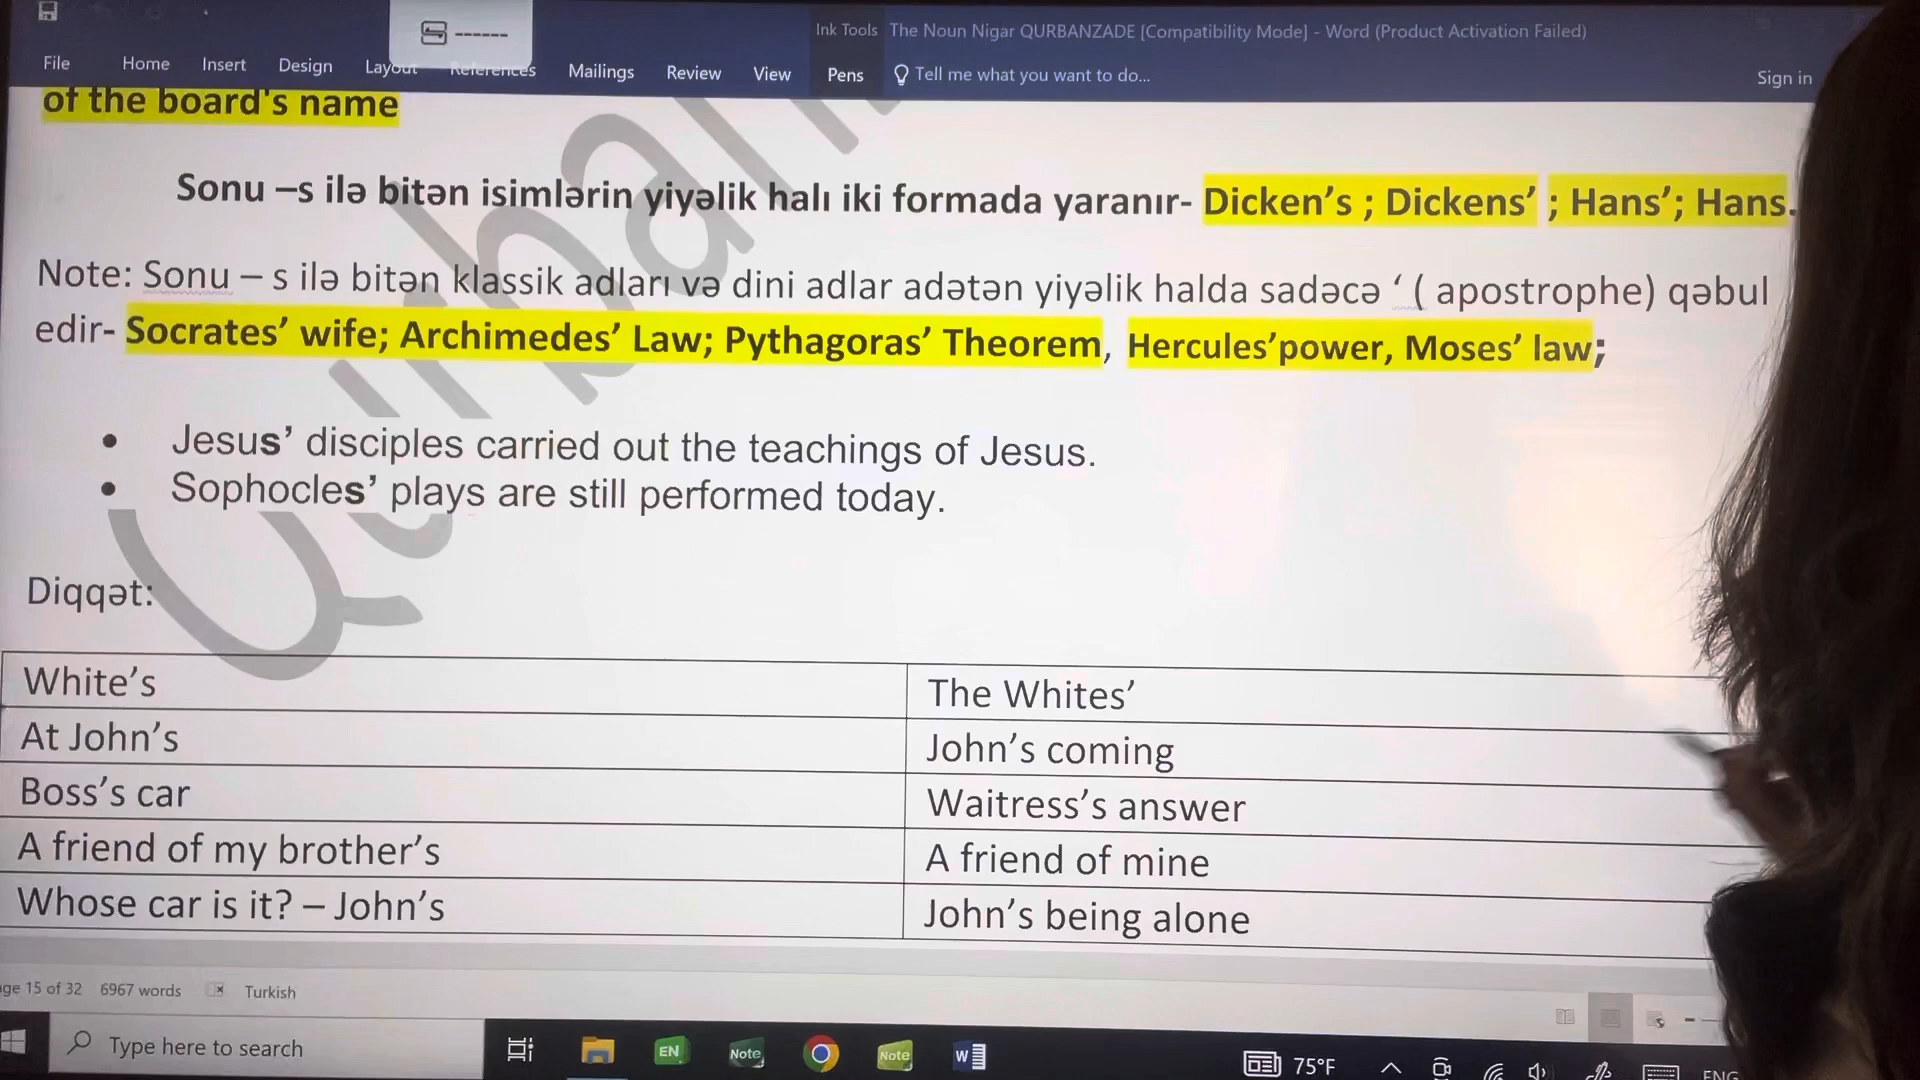 ------
Ink Tools The Noun Nigar QURBANZADE [Compatibility Mode] - Word (Product Activation Failed)
File Home Insert Design Layout References Mailings Review View Pens Tell me what you want to do... Sign in
of the board's name
Sonu –s ilə bitən isimlərin yiyəlik halı iki formada yaranır- Dicken’s ; Dickens’ ; Hans’; Hans.
Note: Sonu – s ilə bitən klassik adları və dini adlar adətən yiyəlik halda sadəcə ‘ ( apostrophe) qəbul
edir- Socrates’ wife; Archimedes’ Law; Pythagoras’ Theorem, Hercules’power, Moses’ law;
• Jesus’ disciples carried out the teachings of Jesus.
• Sophocles’ plays are still performed today.
Diqqət:
White’s The Whites’
At John’s John’s coming
Boss’s car Waitress’s answer
A friend of my brother’s A friend of mine
Whose car is it? – John’s John’s being alone
ge 15 of 32 6967 words Turkish
Type here to search EN Note Note W 75°F ENG